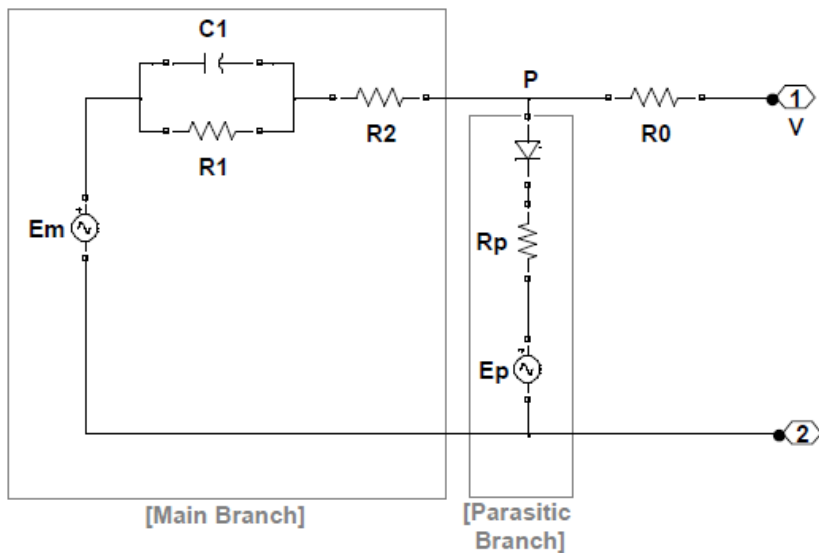 C1
P
1
R1
R2
R0
V
Em
Rp
Ep
2
[Main Branch]
[Parasitic
Branch]